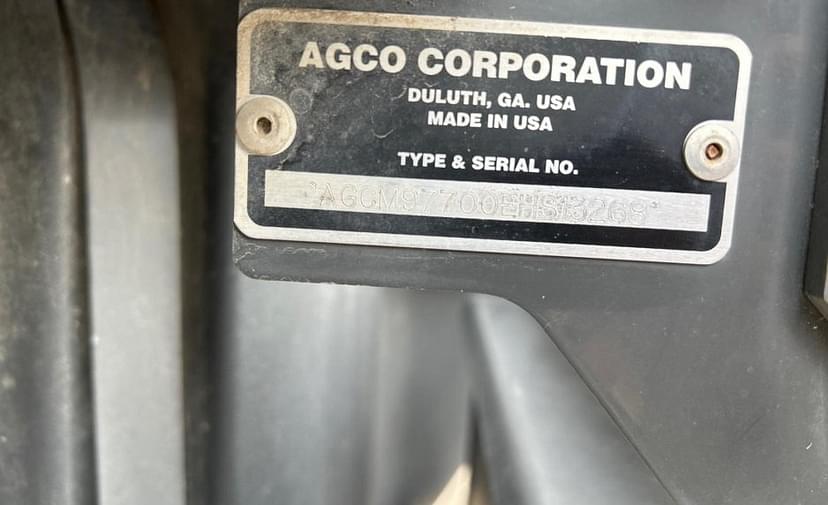 AGCO CORPORATION
DULUTH, GA. USA
MADE IN USA
TYPE & SERIAL NO.